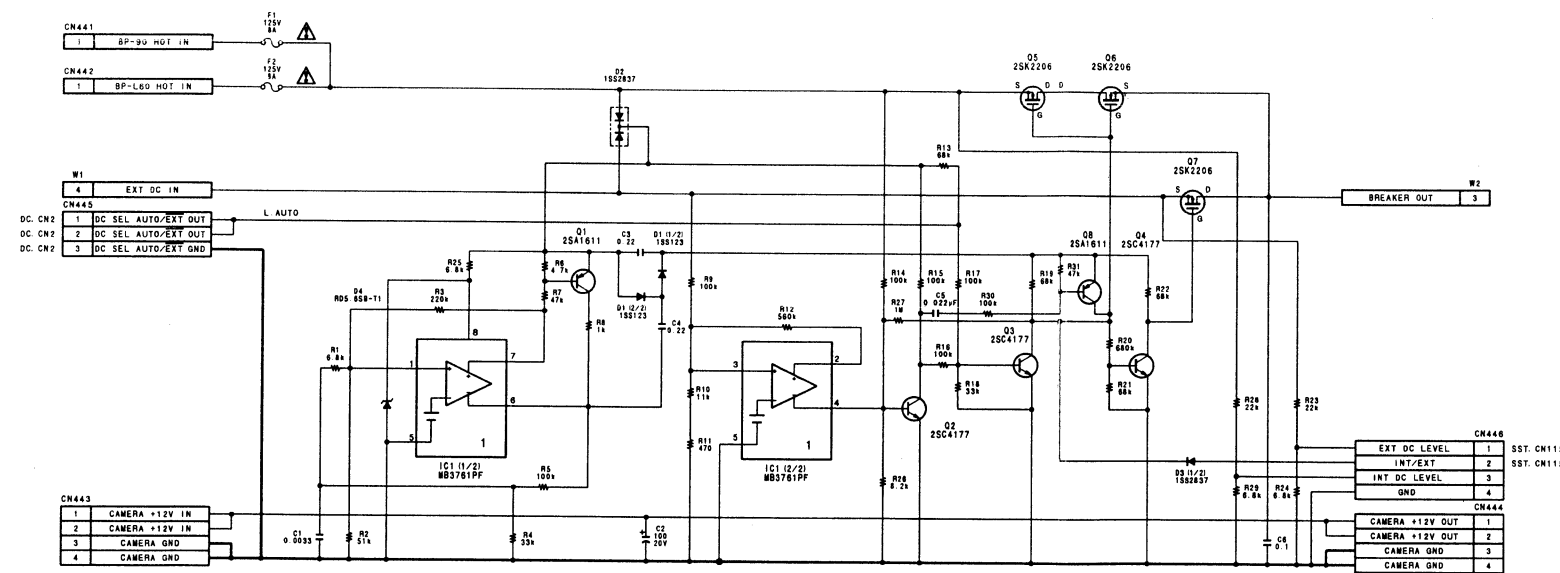 CN441
1 BP-90 HOT IN
F1
125V
8A
CN442
1 BP-L60 HOT IN
F2
125V
8A
D2
1SS2837
Q5
2SK2206
Q6
2SK2206
S D D S
G G
R13
68k
Q7
2SK2206
S D
G
W1
4 EXT DC IN
W2
BREAKER OUT 3
CN445
DC. CN2 1 DC SEL AUTO/EXT OUT
DC. CN2 2 DC SEL AUTO/EXT OUT
DC. CN2 3 DC SEL AUTO/EXT GND
L. AUTO
Q1
2SA1611
C3
0.22
D1 (1/2)
1SS123
Q8
2SA1611
Q4
2SC4177
R25
6.8k
R6
4.7k
R7
47k
D4
RD5.6SB-T1
R3
220k
R8
1k
D1 (2/2)
1SS123
C4
0.22
R9
100k
R12
560k
R14
100k
R15
100k
R17
100k
C5
0.022µF
R30
100k
R27
1M
R19
68k
R31
47k
R22
68k
R1
6.8k
8
1
7
6
5
1
IC1 (1/2)
MB3761PF
R10
11k
R11
470
3
2
4
5
1
IC1 (2/2)
MB3761PF
R16
100k
R18
33k
Q3
2SC4177
R20
680k
R21
68k
Q2
2SC4177
R28
22k
R23
22k
R5
100k
R26
8.2k
D3 (1/2)
1SS2837
R29
6.8k
R24
6.8k
CN446
EXT DC LEVEL 1 SST. CN11
INT/EXT 2 SST. CN11
INT DC LEVEL 3
GND 4
CN443
1 CAMERA +12V IN
2 CAMERA +12V IN
3 CAMERA GND
4 CAMERA GND
C1
0.0033
R2
51k
R4
33k
C2
100
20V
C6
0.1
CN444
CAMERA +12V OUT 1
CAMERA +12V OUT 2
CAMERA GND 3
CAMERA GND 4